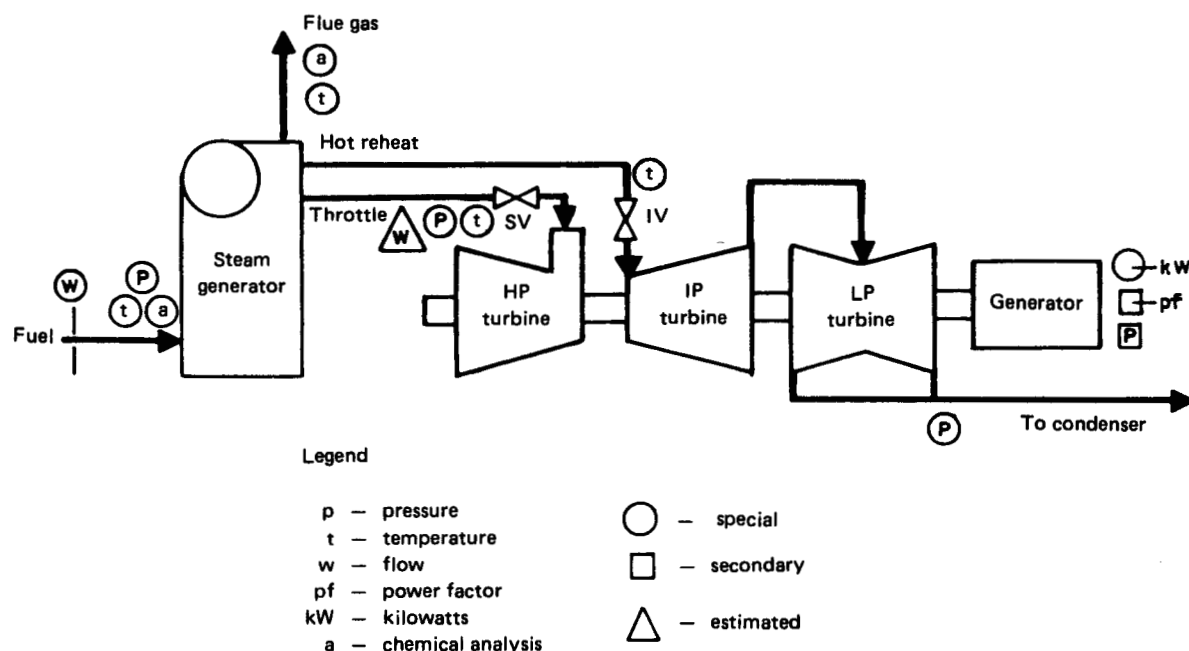 Flue gas
a
t
Hot reheat
t
Throttle
W
P
t
SV
IV
Steam
generator
W
P
t
a
Fuel
HP
turbine
IP
turbine
LP
turbine
Generator
kW
pf
P
P
To condenser
Legend
p — pressure
t — temperature
w — flow
pf — power factor
kW — kilowatts
a — chemical analysis
— special
— secondary
— estimated